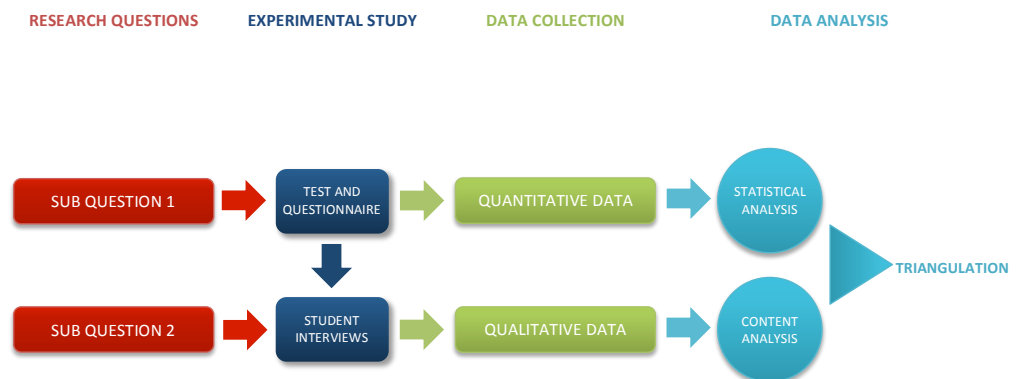 RESEARCH QUESTIONS
EXPERIMENTAL STUDY
DATA COLLECTION
DATA ANALYSIS
SUB QUESTION 1
TEST AND
QUESTIONNAIRE
QUANTITATIVE DATA
STATISTICAL
ANALYSIS
TRIANGULATION
SUB QUESTION 2
STUDENT
INTERVIEWS
QUALITATIVE DATA
CONTENT
ANALYSIS